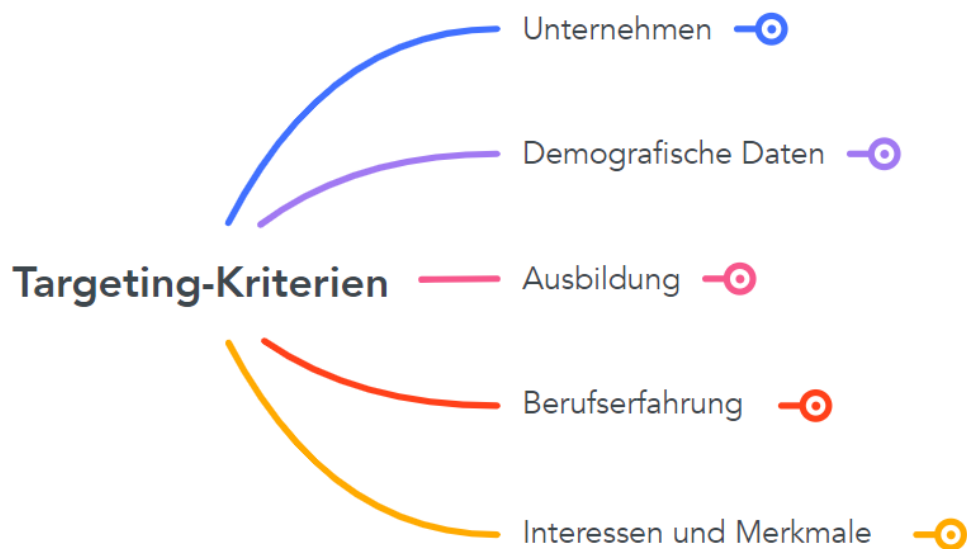 Unternehmen
Demografische Daten
Targeting-Kriterien
Ausbildung
Berufserfahrung
Interessen und Merkmale